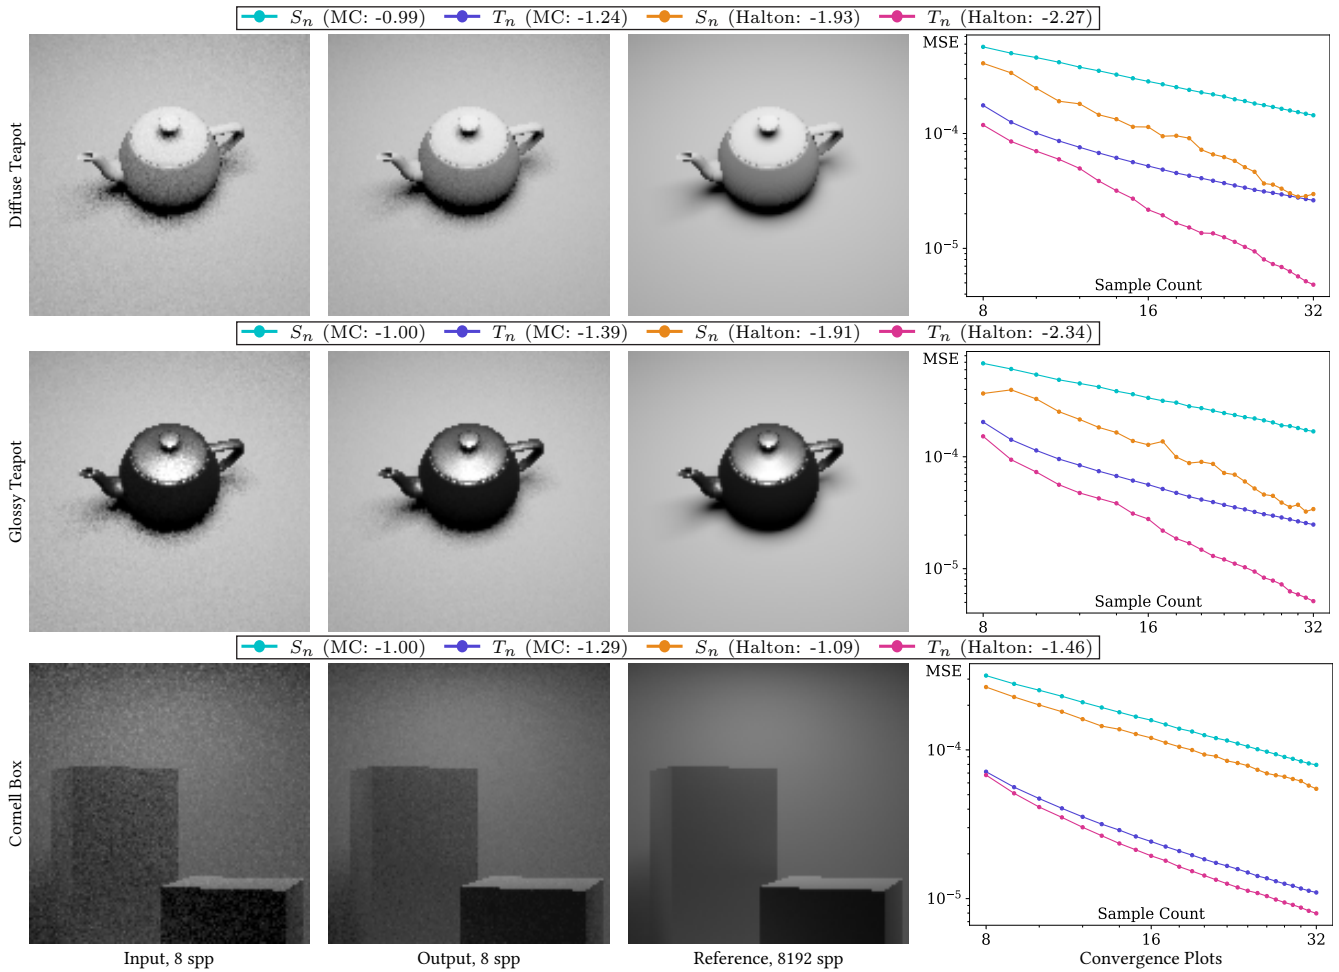 S_n (MC: -0.99) T_n (MC: -1.24) S_n (Halton: -1.93) T_n (Halton: -2.27)
Diffuse Teapot
MSE
10^{-4}
10^{-5}
Sample Count
8 16 32
S_n (MC: -1.00) T_n (MC: -1.39) S_n (Halton: -1.91) T_n (Halton: -2.34)
Glossy Teapot
MSE
10^{-4}
10^{-5}
Sample Count
8 16 32
S_n (MC: -1.00) T_n (MC: -1.29) S_n (Halton: -1.09) T_n (Halton: -1.46)
Cornell Box
MSE
10^{-4}
10^{-5}
Sample Count
8 16 32
Input, 8 spp Output, 8 spp Reference, 8192 spp Convergence Plots